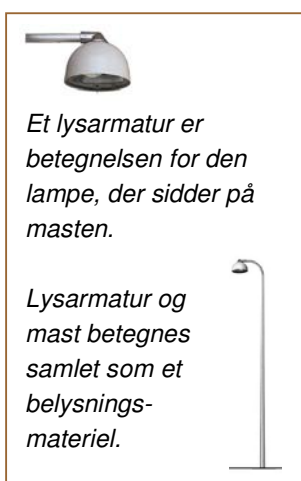 Et lysarmatur er
betegnelsen for den
lampe, der sidder på
masten.
Lysarmatur og
mast betegnes
samlet som et
belysnings-
materiel.